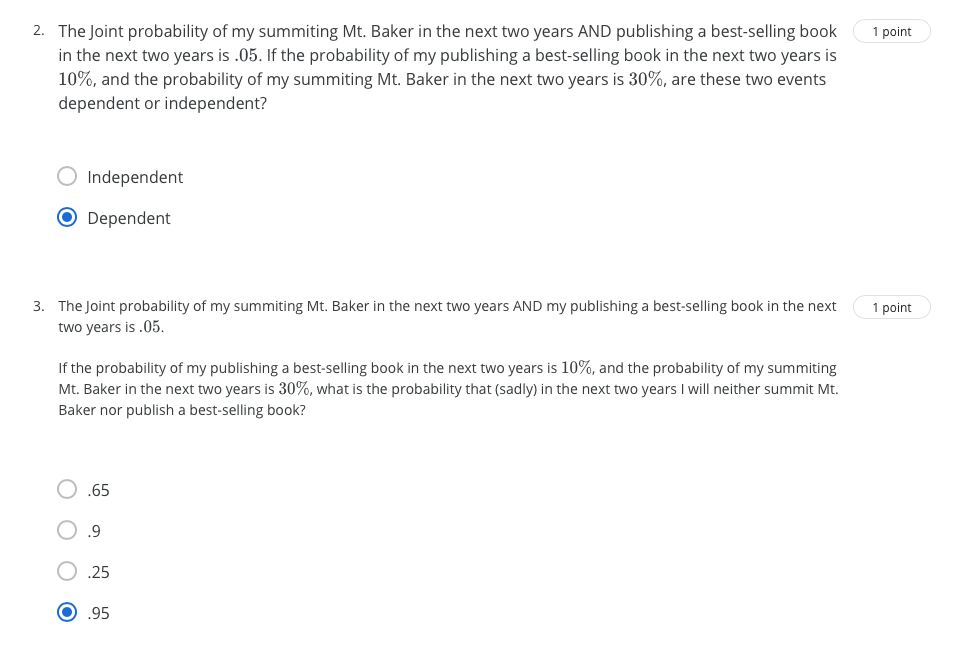 2. The Joint probability of my summiting Mt. Baker in the next two years AND publishing a best-selling book 1 point
in the next two years is .05. If the probability of my publishing a best-selling book in the next two years is
10%, and the probability of my summiting Mt. Baker in the next two years is 30%, are these two events
dependent or independent?
Independent
Dependent
3. The Joint probability of my summiting Mt. Baker in the next two years AND my publishing a best-selling book in the next 1 point
two years is .05.
If the probability of my publishing a best-selling book in the next two years is 10%, and the probability of my summiting
Mt. Baker in the next two years is 30%, what is the probability that (sadly) in the next two years I will neither summit Mt.
Baker nor publish a best-selling book?
.65
.9
.25
.95